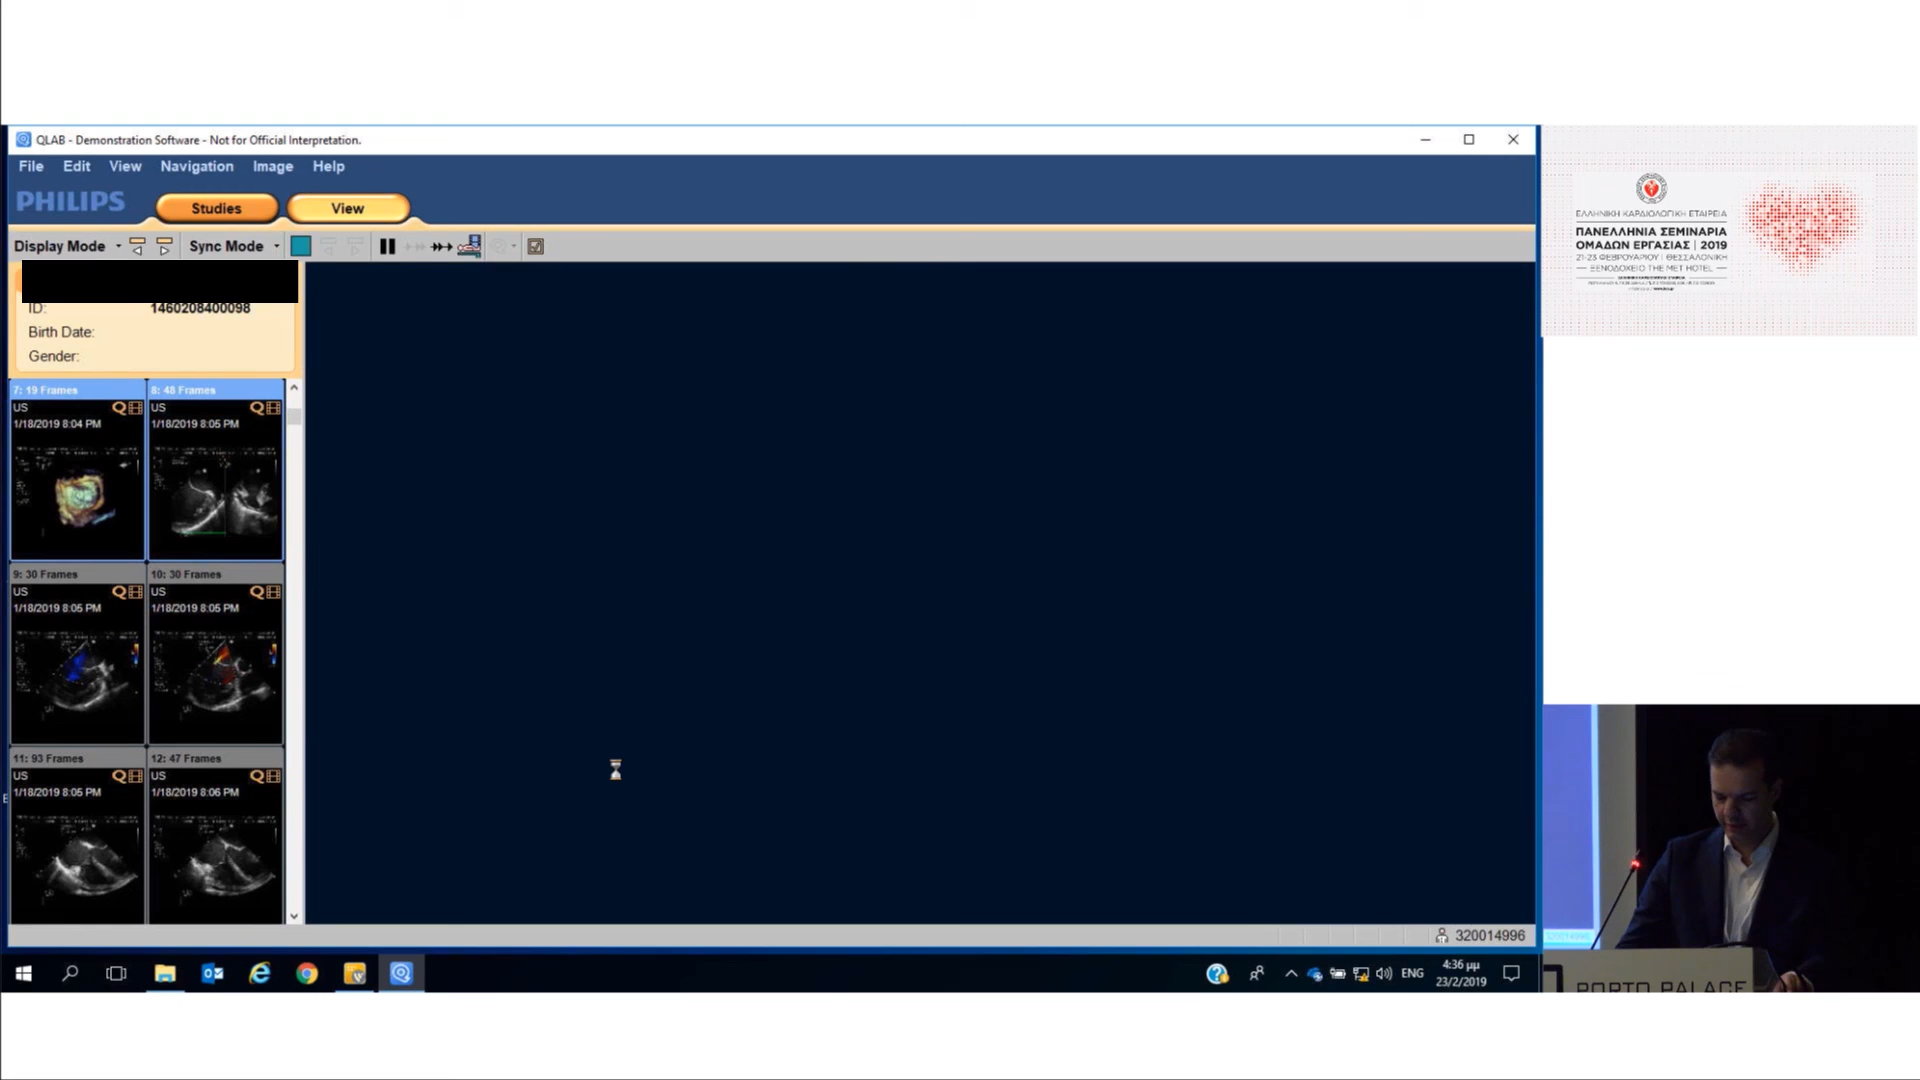 QLAB - Demonstration Software - Not for Official Interpretation.
File Edit View Navigation Image Help
PHILIPS
Studies View
Display Mode Sync Mode
ID: 1460208400098
Birth Date:
Gender:
7: 19 Frames
US
1/18/2019 8:04 PM
8: 48 Frames
US
1/18/2019 8:05 PM
9: 30 Frames
US
1/18/2019 8:05 PM
10: 30 Frames
US
1/18/2019 8:05 PM
11: 93 Frames
US
1/18/2019 8:05 PM
12: 47 Frames
US
1/18/2019 8:06 PM
320014996
ENG
4:36 μμ
23/2/2019
ΕΛΛΗΝΙΚΗ ΚΑΡΔΙΟΛΟΓΙΚΗ ΕΤΑΙΡΕΙΑ
ΠΑΝΕΛΛΗΝΙΑ ΣΕΜΙΝΑΡΙΑ
ΟΜΑΔΩΝ ΕΡΓΑΣΙΑΣ | 2019
21-23 ΦΕΒΡΟΥΑΡΙΟΥ | ΘΕΣΣΑΛΟΝΙΚΗ
ΞΕΝΟΔΟΧΕΙΟ THE MET HOTEL
PORTO PALACE